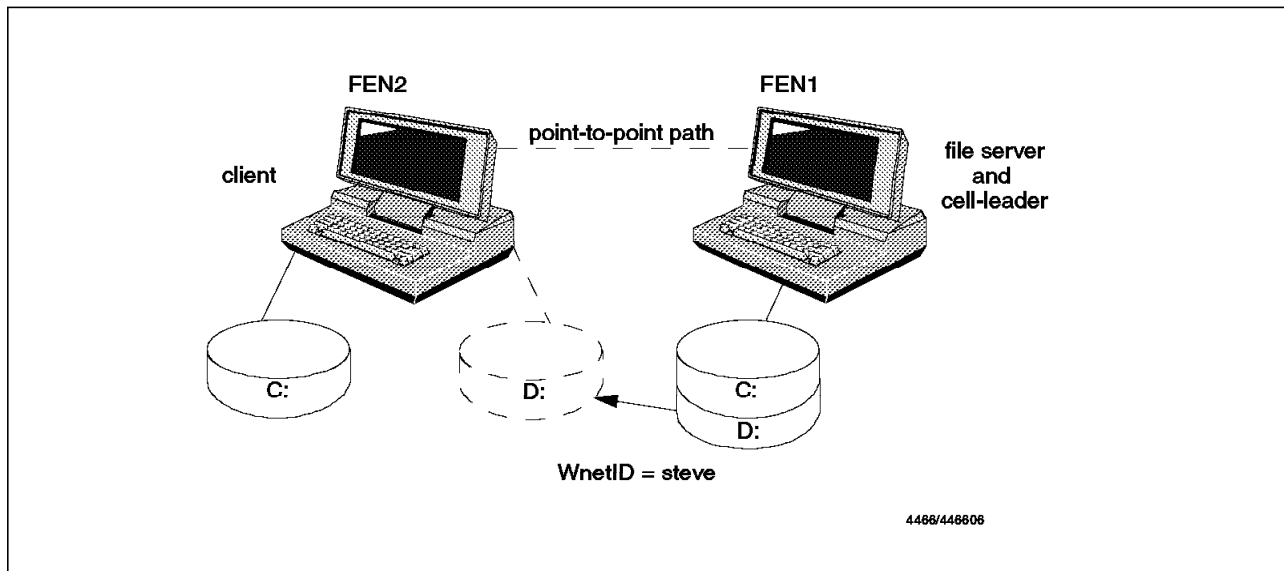 FEN2
FEN1
point-to-point path
client
file server
and
cell-leader
C:
D:
C:
D:
WnetID = steve
4466/446606